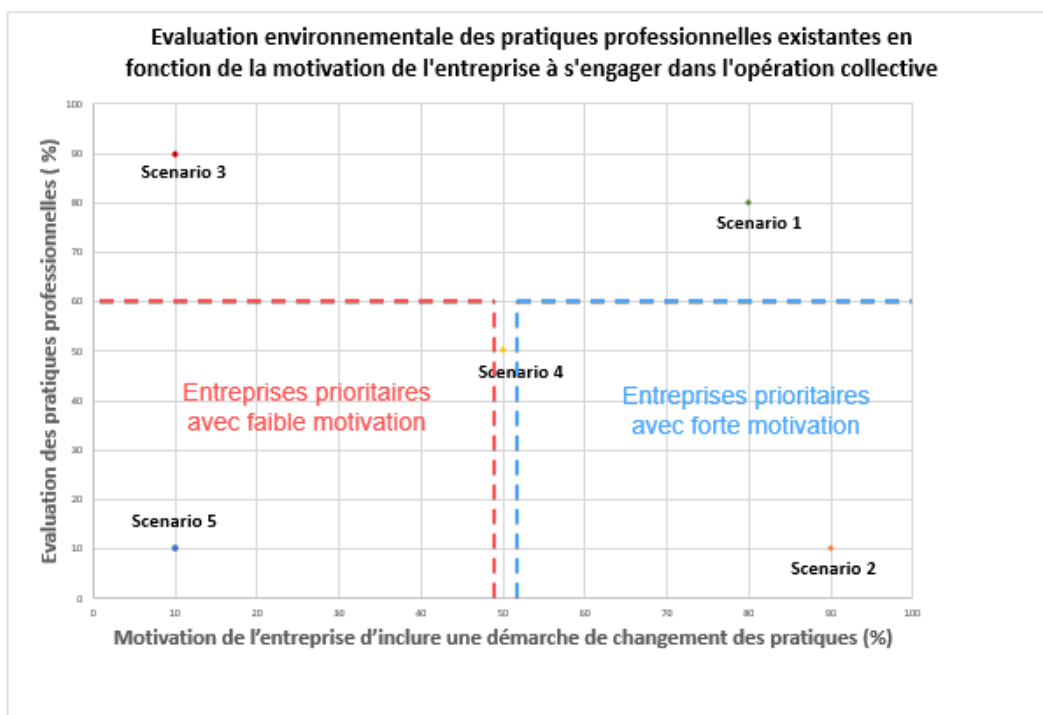 Evaluation environnementale des pratiques professionnelles existantes en
fonction de la motivation de l'entreprise à s'engager dans l'opération collective
Evaluation des pratiques professionnelles ( %)
100
90
80
70
60
50
40
30
20
10
0
Scenario 3
Scenario 1
Scenario 4
Entreprises prioritaires
avec faible motivation
Entreprises prioritaires
avec forte motivation
Scenario 5
Scenario 2
0 10 20 30 40 50 60 70 80 90 100
Motivation de l’entreprise d’inclure une démarche de changement des pratiques (%)